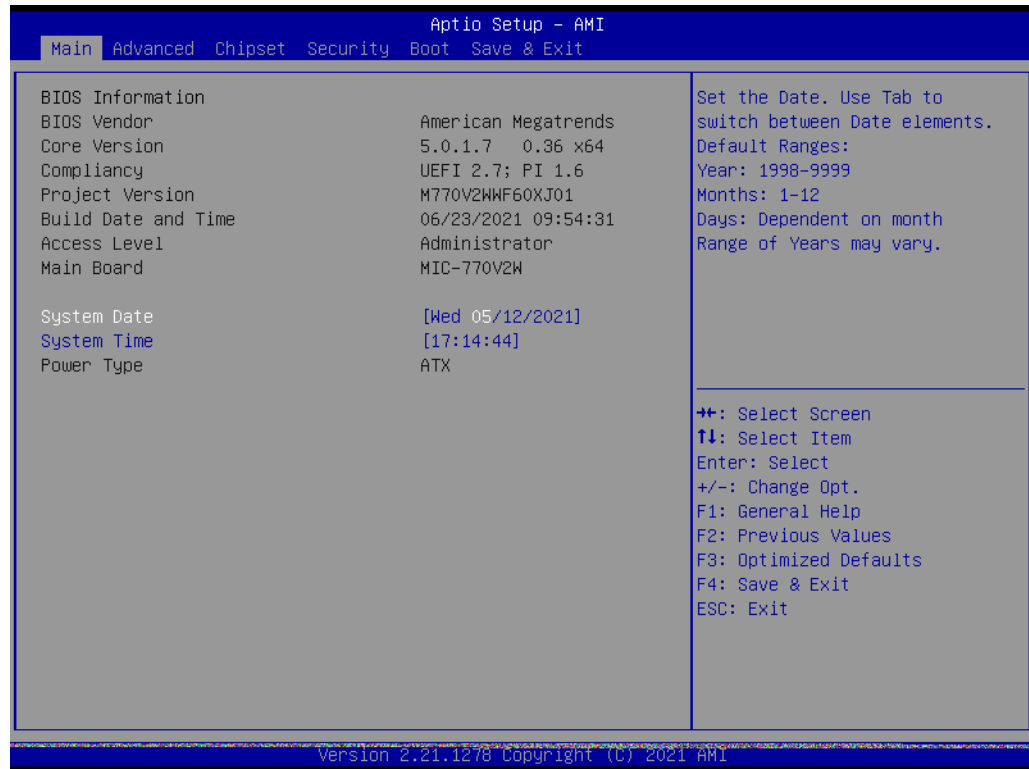 Aptio Setup – AMI
Main Advanced Chipset Security Boot Save & Exit
BIOS Information
BIOS Vendor American Megatrends
Core Version 5.0.1.7 0.36 x64
Compliancy UEFI 2.7; PI 1.6
Project Version M770V2WWF60XJ01
Build Date and Time 06/23/2021 09:54:31
Access Level Administrator
Main Board MIC-770V2W
System Date [Wed 05/12/2021]
System Time [17:14:44]
Power Type ATX
Set the Date. Use Tab to
switch between Date elements.
Default Ranges:
Year: 1998-9999
Months: 1-12
Days: Dependent on month
Range of Years may vary.
→←: Select Screen
↑↓: Select Item
Enter: Select
+/-: Change Opt.
F1: General Help
F2: Previous Values
F3: Optimized Defaults
F4: Save & Exit
ESC: Exit
Version 2.21.1278 Copyright (C) 2021 AMI